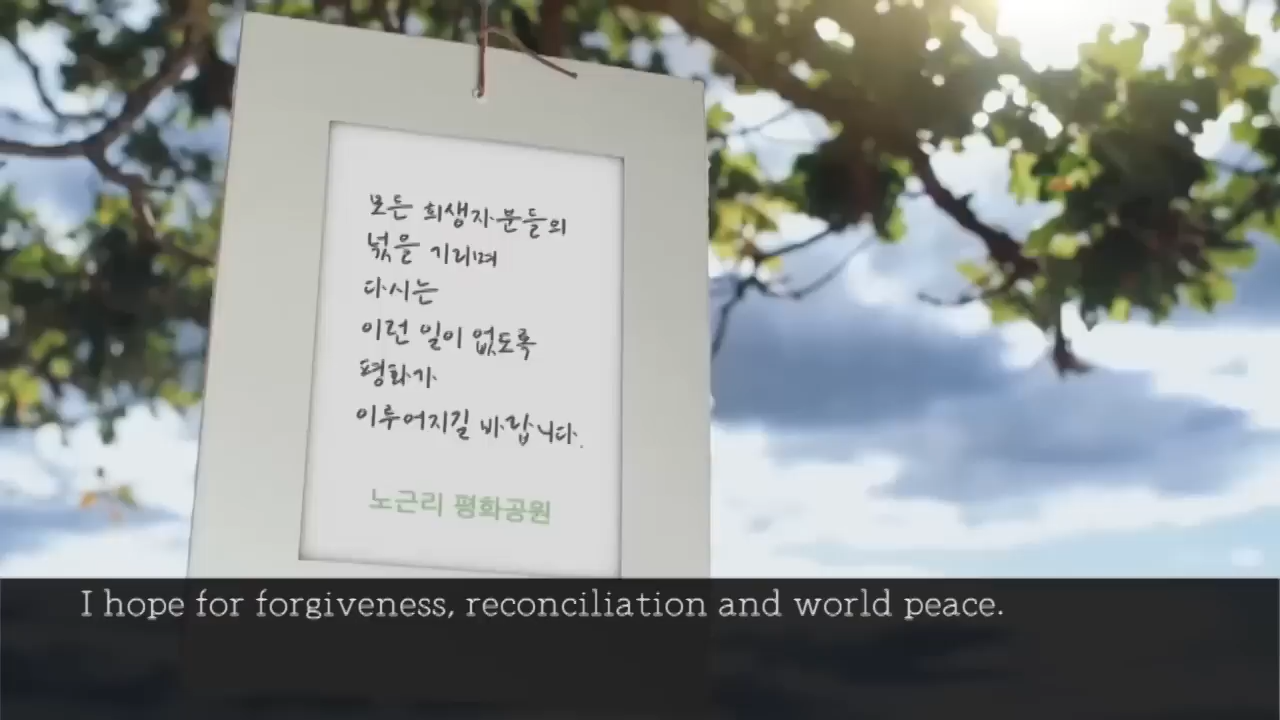 모든 희생자분들의
넋을 기리며
다시는
이런 일이 없도록
평화가
이루어지길 바랍니다.
노근리 평화공원
I hope for forgiveness, reconciliation and world peace.